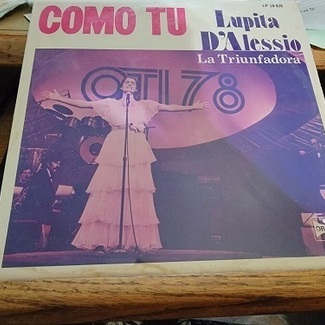 COMO TU
Lupita
D'Alessio
La Triunfadora
OTI 78